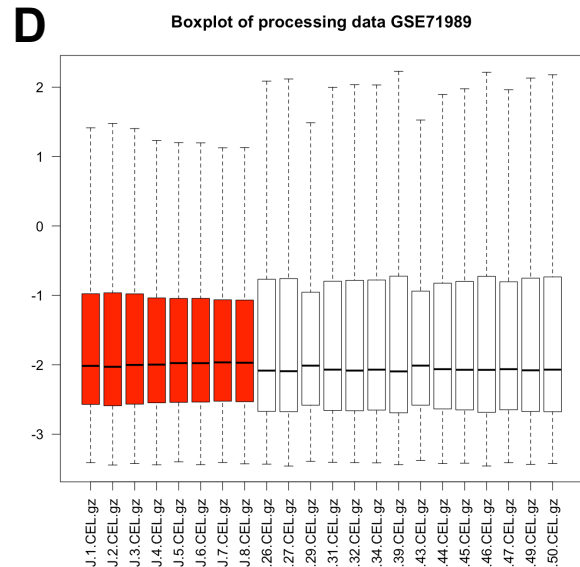 D
Boxplot of processing data GSE71989
2
1
0
-1
-2
-3
J.1.CEL.gz
J.2.CEL.gz
J.3.CEL.gz
J.4.CEL.gz
J.5.CEL.gz
J.6.CEL.gz
J.7.CEL.gz
J.8.CEL.gz
.26.CEL.gz
.27.CEL.gz
.29.CEL.gz
.31.CEL.gz
.32.CEL.gz
.34.CEL.gz
.39.CEL.gz
.43.CEL.gz
.44.CEL.gz
.45.CEL.gz
.46.CEL.gz
.47.CEL.gz
.49.CEL.gz
.50.CEL.gz